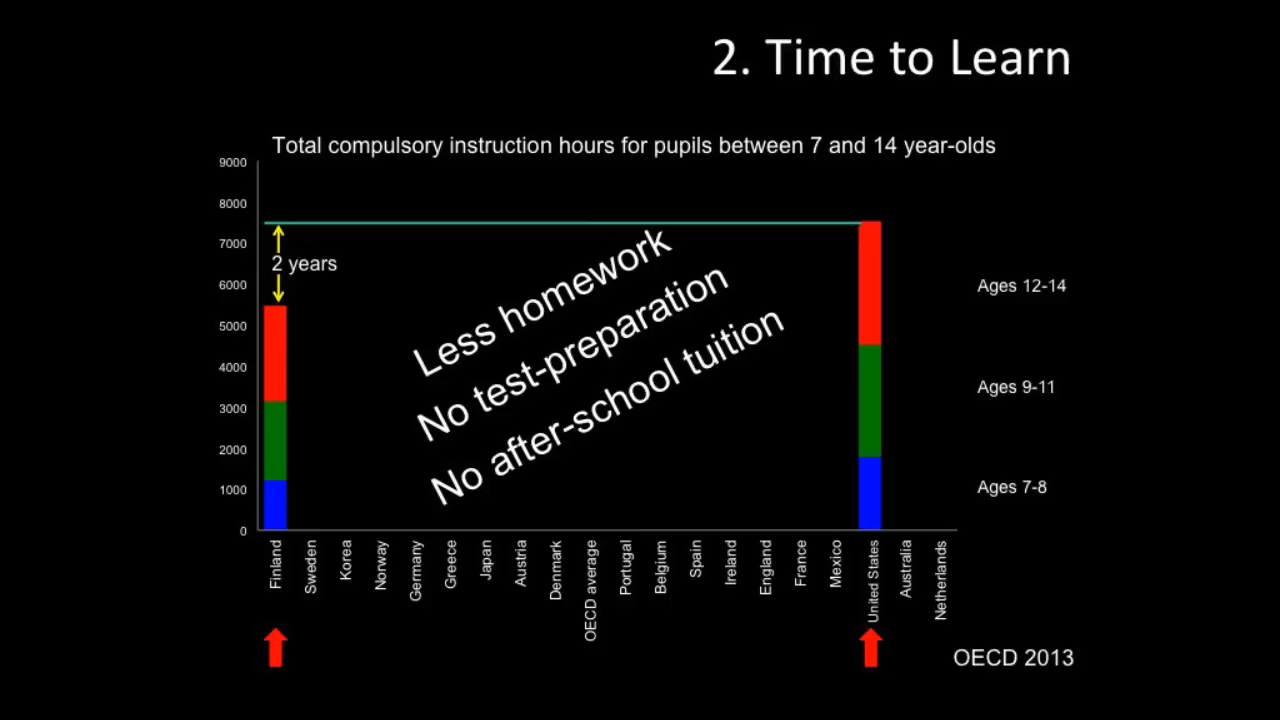 2. Time to Learn
Total compulsory instruction hours for pupils between 7 and 14 year-olds
9000
8000
7000
6000
5000
4000
3000
2000
1000
0
2 years
Less homework
No test-preparation
No after-school tuition
Ages 12-14
Ages 9-11
Ages 7-8
Finland
Sweden
Korea
Norway
Germany
Greece
Japan
Austria
Denmark
OECD average
Portugal
Belgium
Spain
Ireland
England
France
Mexico
United States
Australia
Netherlands
OECD 2013